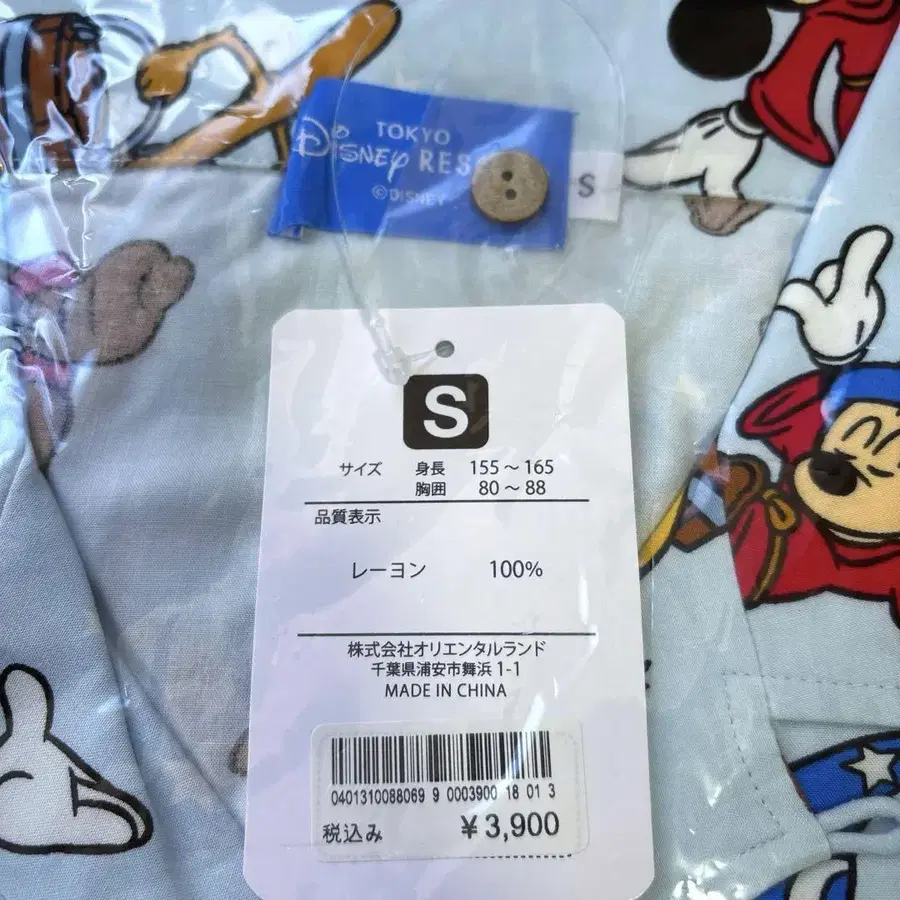 TOKYO
DISNEY RES
©DISNEY
S
S
サイズ 身長 155～165
胸囲 80～88
品質表示
レーヨン 100%
株式会社オリエンタルランド
千葉県浦安市舞浜 1-1
MADE IN CHINA
0401310088069 9 0003900 18 01 3
税込み ¥3,900